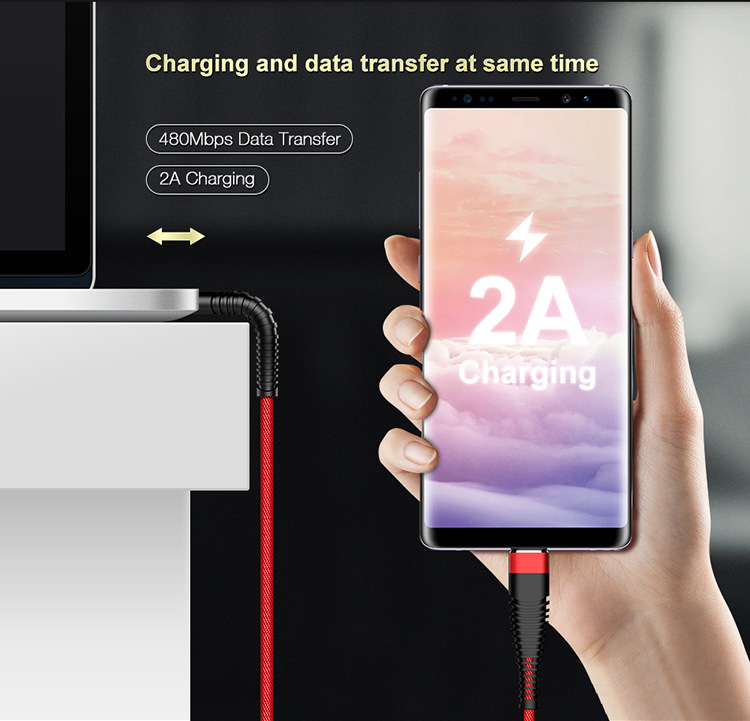 Charging and data transfer at same time
480Mbps Data Transfer
2A Charging
2A
Charging